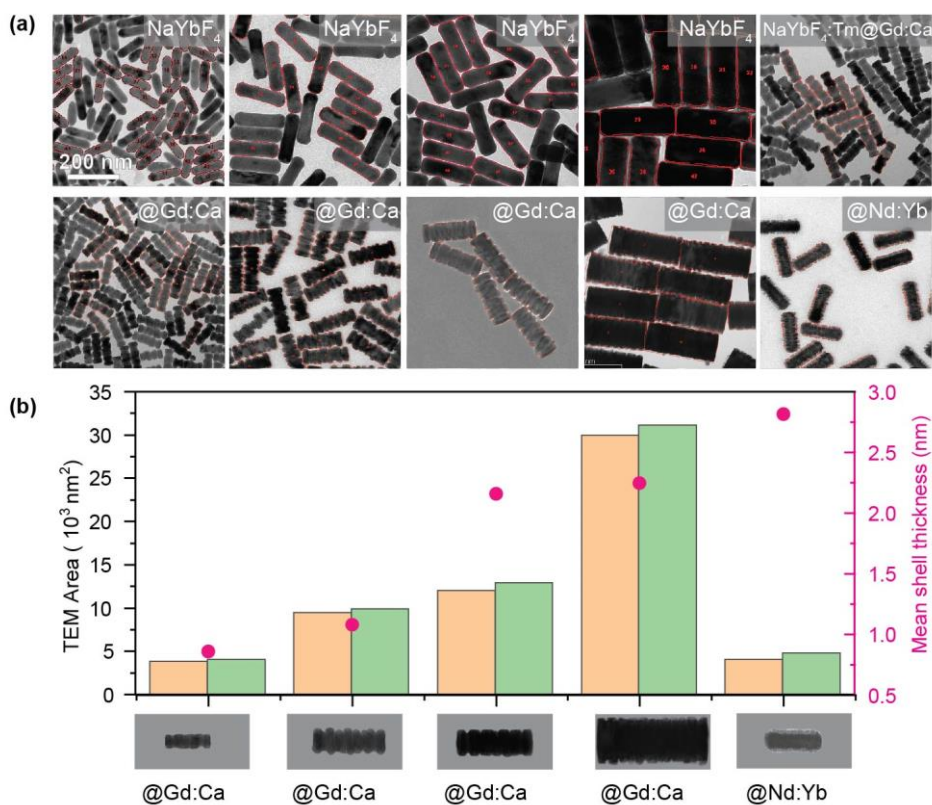 (a)
NaYbF₄ NaYbF₄ NaYbF₄ NaYbF₄ NaYbF₄:Tm@Gd:Ca
200 nm
@Gd:Ca @Gd:Ca @Gd:Ca @Gd:Ca @Nd:Yb
(b)
35 3.0
30 2.5
25
20 2.0
15 1.5
10
5 1.0
0 0.5
TEM Area ( 10³ nm²)
Mean shell thickness (nm)
@Gd:Ca @Gd:Ca @Gd:Ca @Gd:Ca @Nd:Yb